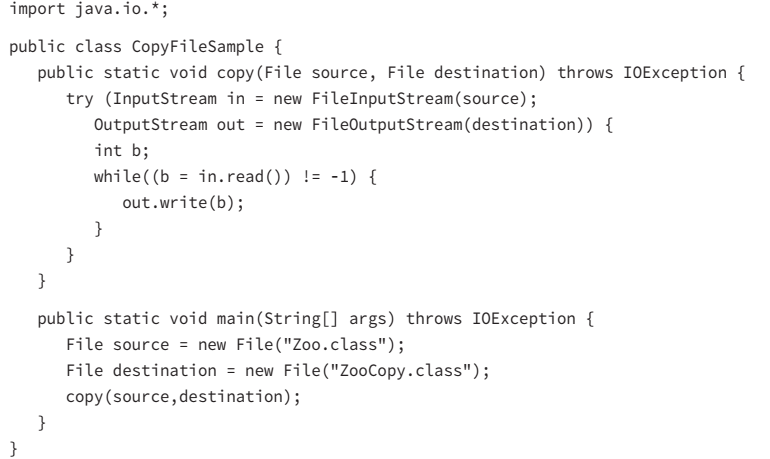 import java.io.*;
public class CopyFileSample {
   public static void copy(File source, File destination) throws IOException {
      try (InputStream in = new FileInputStream(source);
         OutputStream out = new FileOutputStream(destination)) {
         int b;
         while((b = in.read()) != -1) {
            out.write(b);
         }
      }
   }
   public static void main(String[] args) throws IOException {
      File source = new File("Zoo.class");
      File destination = new File("ZooCopy.class");
      copy(source,destination);
   }
}